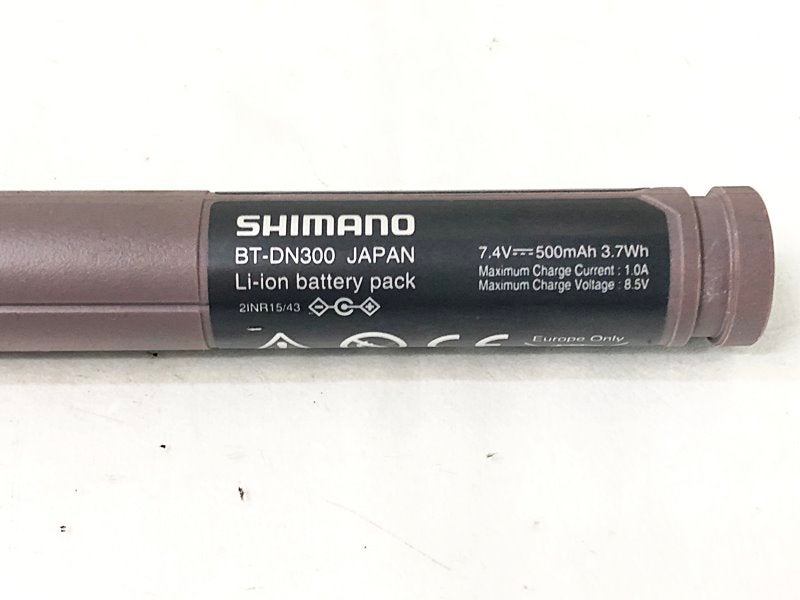 SHIMANO
BT-DN300 JAPAN
Li-ion battery pack
2INR15/43
7.4V⎓500mAh 3.7Wh
Maximum Charge Current : 1.0A
Maximum Charge Voltage : 8.5V
CE
Europe Only